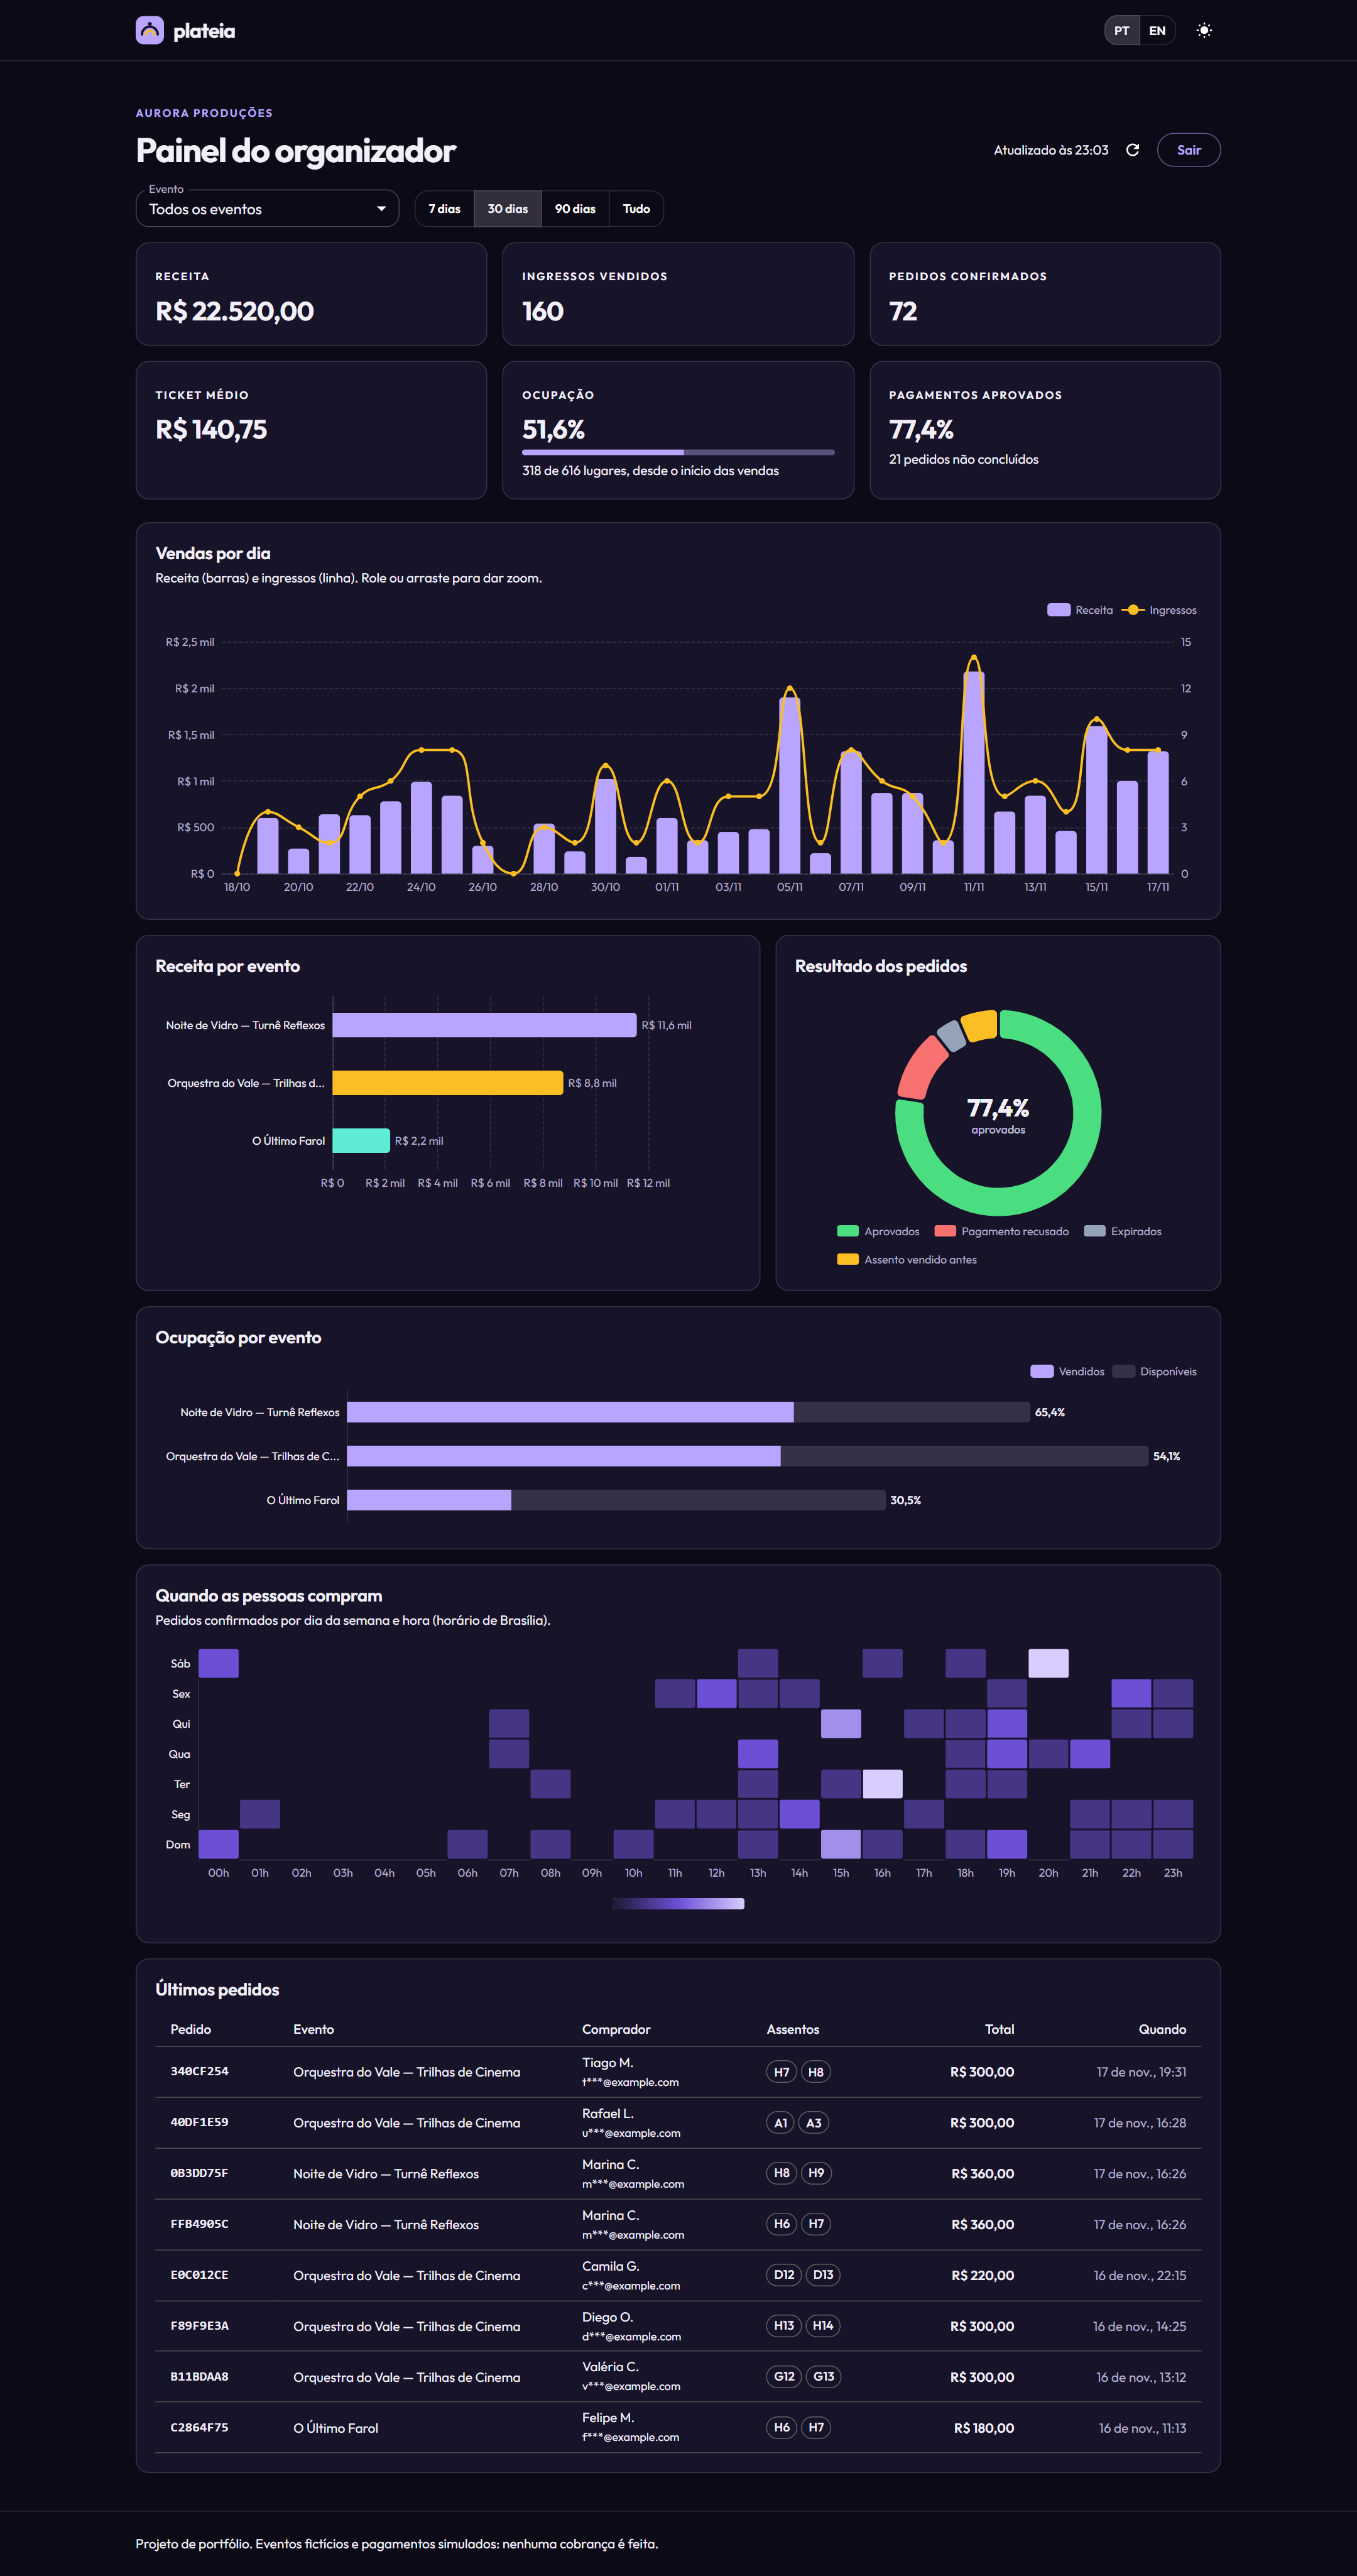 plateia
PT EN
AURORA PRODUÇÕES
Painel do organizador
Atualizado às 23:03
Sair
Evento
Todos os eventos
7 dias 30 dias 90 dias Tudo
RECEITA
R$ 22.520,00
INGRESSOS VENDIDOS
160
PEDIDOS CONFIRMADOS
72
TICKET MÉDIO
R$ 140,75
OCUPAÇÃO
51,6%
318 de 616 lugares, desde o início das vendas
PAGAMENTOS APROVADOS
77,4%
21 pedidos não concluídos
Vendas por dia
Receita (barras) e ingressos (linha). Role ou arraste para dar zoom.
Receita Ingressos
R$ 2,5 mil 15
R$ 2 mil 12
R$ 1,5 mil 9
R$ 1 mil 6
R$ 500 3
R$ 0 0
18/10 20/10 22/10 24/10 26/10 28/10 30/10 01/11 03/11 05/11 07/11 09/11 11/11 13/11 15/11 17/11
Receita por evento
Noite de Vidro — Turnê Reflexos R$ 11,6 mil
Orquestra do Vale — Trilhas d... R$ 8,8 mil
O Último Farol R$ 2,2 mil
R$ 0 R$ 2 mil R$ 4 mil R$ 6 mil R$ 8 mil R$ 10 mil R$ 12 mil
Resultado dos pedidos
77,4%
aprovados
Aprovados Pagamento recusado Expirados
Assento vendido antes
Ocupação por evento
Vendidos Disponíveis
Noite de Vidro — Turnê Reflexos 65,4%
Orquestra do Vale — Trilhas de C... 54,1%
O Último Farol 30,5%
Quando as pessoas compram
Pedidos confirmados por dia da semana e hora (horário de Brasília).
Sáb
Sex
Qui
Qua
Ter
Seg
Dom
00h 01h 02h 03h 04h 05h 06h 07h 08h 09h 10h 11h 12h 13h 14h 15h 16h 17h 18h 19h 20h 21h 22h 23h
Últimos pedidos
Pedido Evento Comprador Assentos Total Quando
340CF254 Orquestra do Vale — Trilhas de Cinema Tiago M. H7 H8 R$ 300,00 17 de nov., 19:31
t***@example.com
40DF1E59 Orquestra do Vale — Trilhas de Cinema Rafael L. A1 A3 R$ 300,00 17 de nov., 16:28
u***@example.com
0B3DD75F Noite de Vidro — Turnê Reflexos Marina C. H8 H9 R$ 360,00 17 de nov., 16:26
m***@example.com
FFB4905C Noite de Vidro — Turnê Reflexos Marina C. H6 H7 R$ 360,00 17 de nov., 16:26
m***@example.com
E0C012CE Orquestra do Vale — Trilhas de Cinema Camila G. D12 D13 R$ 220,00 16 de nov., 22:15
c***@example.com
F89F9E3A Orquestra do Vale — Trilhas de Cinema Diego O. H13 H14 R$ 300,00 16 de nov., 14:25
d***@example.com
B11BDAA8 Orquestra do Vale — Trilhas de Cinema Valéria C. G12 G13 R$ 300,00 16 de nov., 13:12
v***@example.com
C2864F75 O Último Farol Felipe M. H6 H7 R$ 180,00 16 de nov., 11:13
f***@example.com
Projeto de portfólio. Eventos fictícios e pagamentos simulados: nenhuma cobrança é feita.